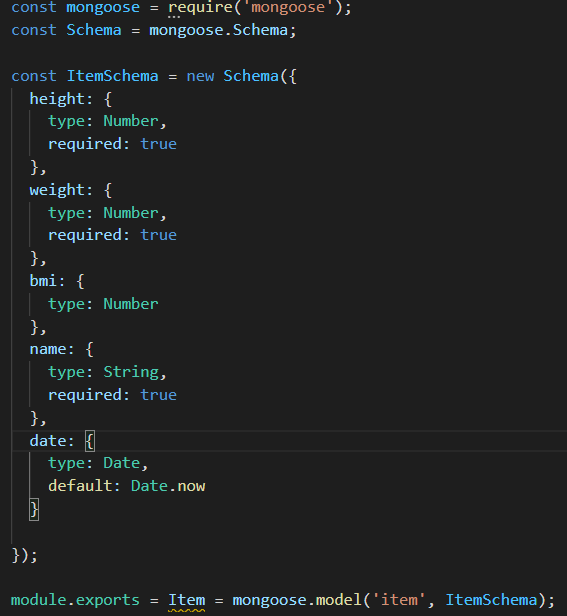 const mongoose = require('mongoose');
const Schema = mongoose.Schema;
const ItemSchema = new Schema({
height: {
type: Number,
required: true
},
weight: {
type: Number,
required: true
},
bmi: {
type: Number
},
name: {
type: String,
required: true
},
date: {
type: Date,
default: Date.now
}
});
module.exports = Item = mongoose.model('item', ItemSchema);